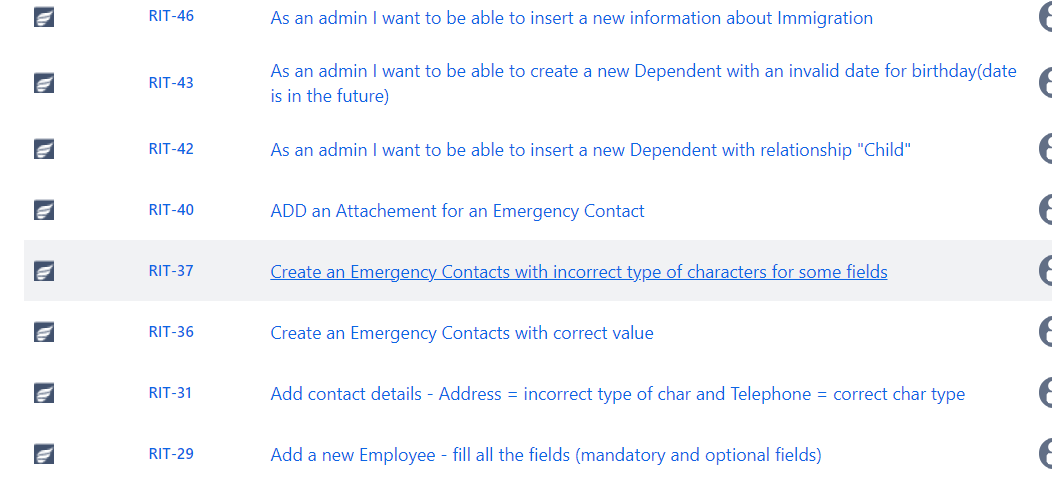 RIT-46 As an admin I want to be able to insert a new information about Immigration
RIT-43 As an admin I want to be able to create a new Dependent with an invalid date for birthday(date
is in the future)
RIT-42 As an admin I want to be able to insert a new Dependent with relationship "Child"
RIT-40 ADD an Attachement for an Emergency Contact
RIT-37 Create an Emergency Contacts with incorrect type of characters for some fields
RIT-36 Create an Emergency Contacts with correct value
RIT-31 Add contact details - Address = incorrect type of char and Telephone = correct char type
RIT-29 Add a new Employee - fill all the fields (mandatory and optional fields)